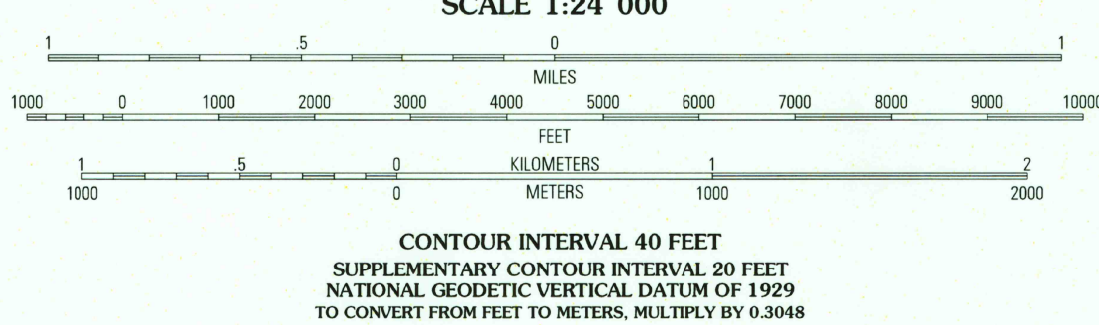 SCALE 1:24 000
1 .5 0 1
MILES
1000 0 1000 2000 3000 4000 5000 6000 7000 8000 9000 10000
FEET
1 .5 0 KILOMETERS 1 2
1000 0 METERS 1000 2000
CONTOUR INTERVAL 40 FEET
SUPPLEMENTARY CONTOUR INTERVAL 20 FEET
NATIONAL GEODETIC VERTICAL DATUM OF 1929
TO CONVERT FROM FEET TO METERS, MULTIPLY BY 0.3048